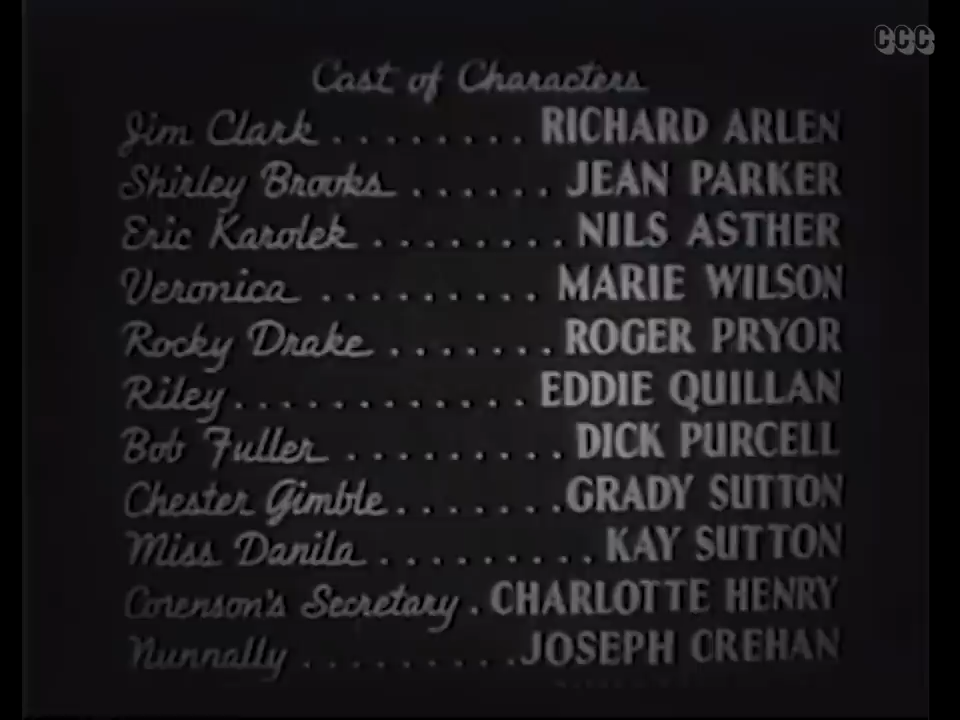 CCC
Cast of Characters
Jim Clark ........ RICHARD ARLEN
Shirley Brooks ...... JEAN PARKER
Eric Karolek ........ NILS ASTHER
Veronica ......... MARIE WILSON
Rocky Drake ....... ROGER PRYOR
Riley ............ EDDIE QUILLAN
Bob Fuller ......... DICK PURCELL
Chester Gimble ....... GRADY SUTTON
Miss Danila ......... KAY SUTTON
Corenson's Secretary . CHARLOTTE HENRY
Nunnally ......... JOSEPH CREHAN